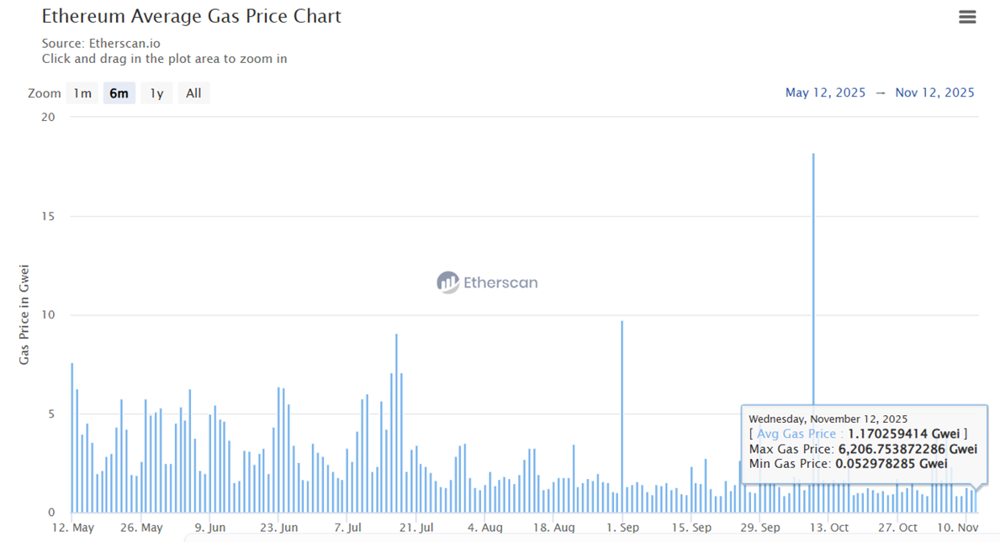 Ethereum Average Gas Price Chart
Source: Etherscan.io
Click and drag in the plot area to zoom in
Zoom 1m 6m 1y All May 12, 2025 → Nov 12, 2025
20
15
10
5
0
Gas Price in Gwei
Etherscan
Wednesday, November 12, 2025
[ Avg Gas Price : 1.170259414 Gwei ]
Max Gas Price: 6,206.753872286 Gwei
Min Gas Price: 0.052978285 Gwei
12. May 26. May 9. Jun 23. Jun 7. Jul 21. Jul 4. Aug 18. Aug 1. Sep 15. Sep 29. Sep 13. Oct 27. Oct 10. Nov